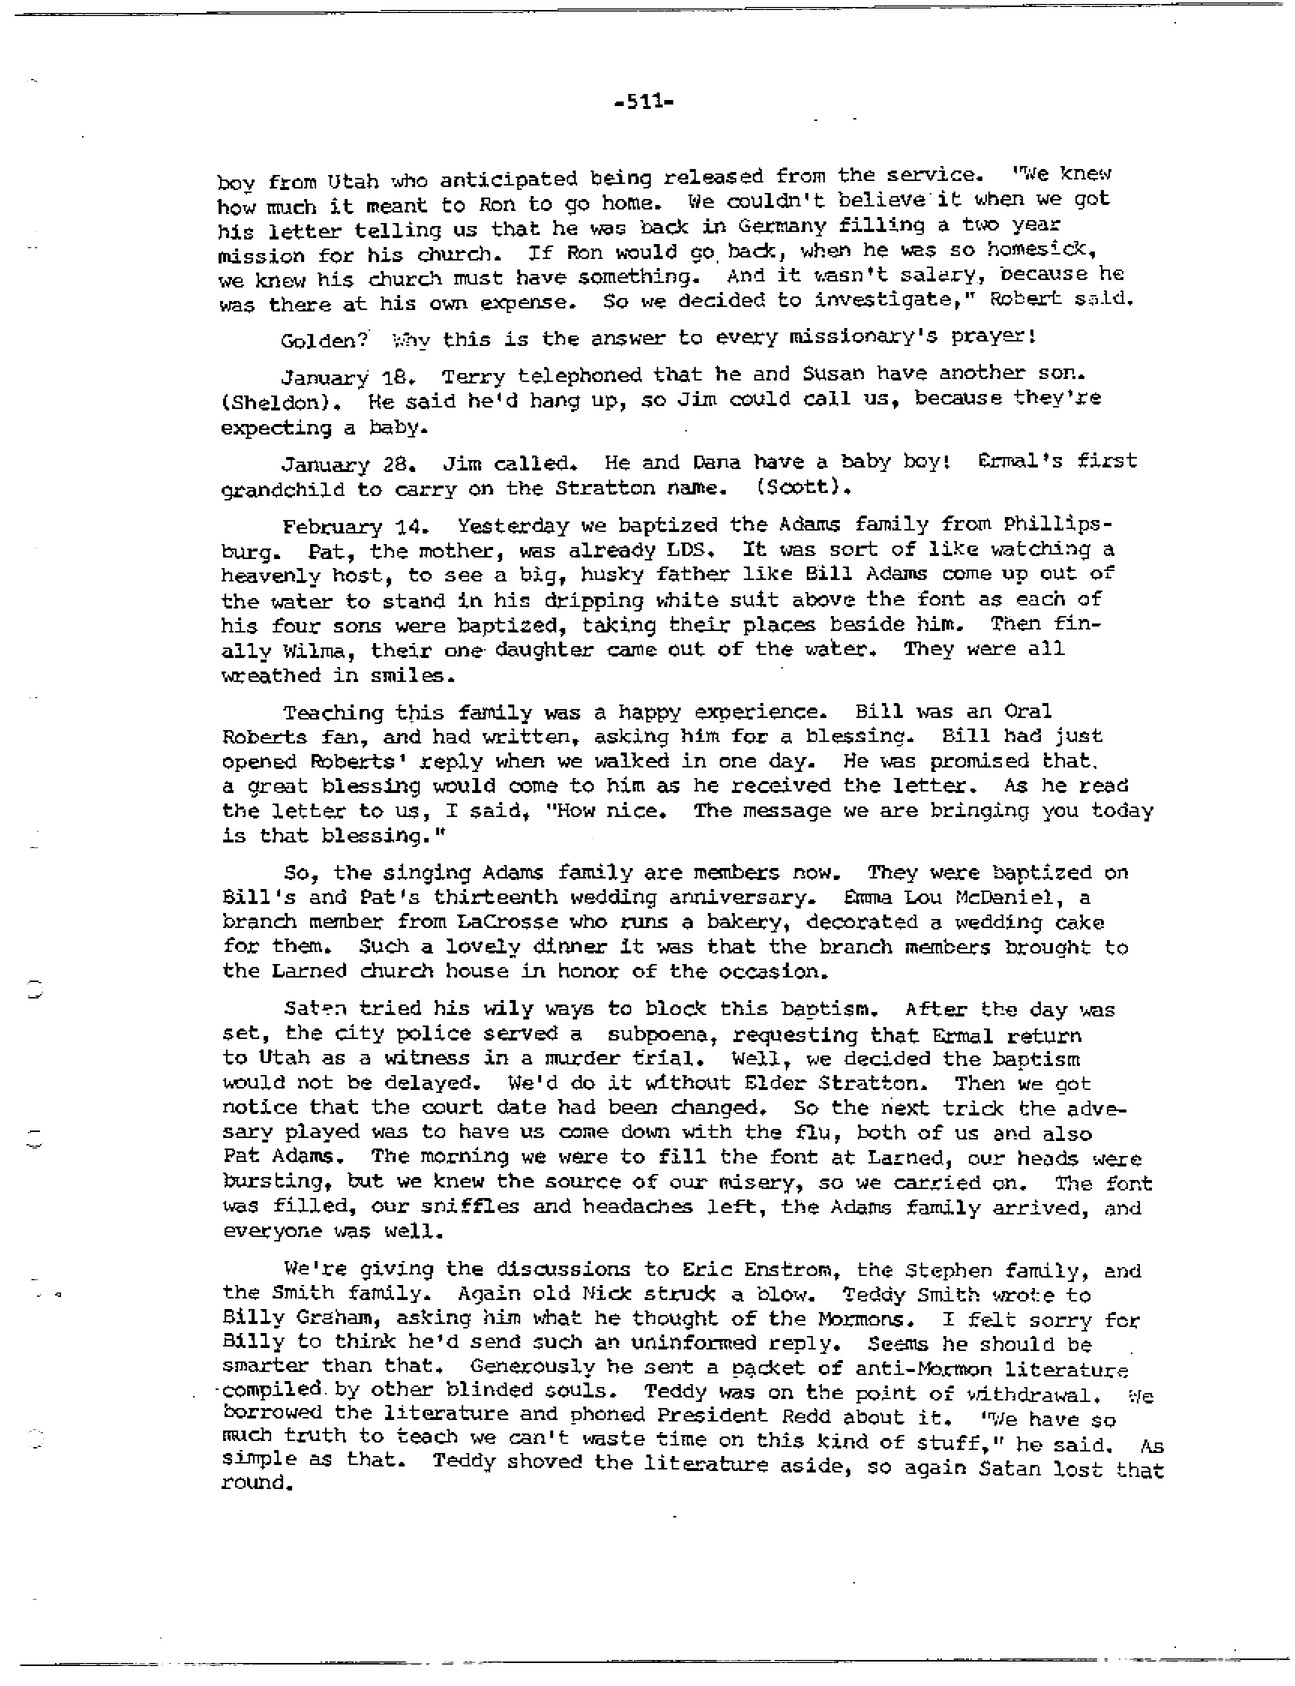 -511-
boy from Utah who anticipated being released from the service. "We knew
how much it meant to Ron to go home. We couldn't believe it when we got
his letter telling us that he was back in Germany filling a two year
mission for his church. If Ron would go back, when he was so homesick,
we knew his church must have something. And it wasn't salary, because he
was there at his own expense. So we decided to investigate," Robert said.
Golden? Why this is the answer to every missionary's prayer!
January 18. Terry telephoned that he and Susan have another son.
(Sheldon). He said he'd hang up, so Jim could call us, because they're
expecting a baby.
January 28. Jim called. He and Dana have a baby boy! Ermal's first
grandchild to carry on the Stratton name. (Scott).
February 14. Yesterday we baptized the Adams family from Phillips-
burg. Pat, the mother, was already LDS. It was sort of like watching a
heavenly host, to see a big, husky father like Bill Adams come up out of
the water to stand in his dripping white suit above the font as each of
his four sons were baptized, taking their places beside him. Then fin-
ally Wilma, their one daughter came out of the water. They were all
wreathed in smiles.
Teaching this family was a happy experience. Bill was an Oral
Roberts fan, and had written, asking him for a blessing. Bill had just
opened Roberts' reply when we walked in one day. He was promised that
a great blessing would come to him as he received the letter. As he read
the letter to us, I said, "How nice. The message we are bringing you today
is that blessing."
So, the singing Adams family are members now. They were baptized on
Bill's and Pat's thirteenth wedding anniversary. Emma Lou McDaniel, a
branch member from LaCrosse who runs a bakery, decorated a wedding cake
for them. Such a lovely dinner it was that the branch members brought to
the Larned church house in honor of the occasion.
Satan tried his wily ways to block this baptism. After the day was
set, the city police served a subpoena, requesting that Ermal return
to Utah as a witness in a murder trial. Well, we decided the baptism
would not be delayed. We'd do it without Elder Stratton. Then we got
notice that the court date had been changed. So the next trick the adve-
sary played was to have us come down with the flu, both of us and also
Pat Adams. The morning we were to fill the font at Larned, our heads were
bursting, but we knew the source of our misery, so we carried on. The font
was filled, our sniffles and headaches left, the Adams family arrived, and
everyone was well.
We're giving the discussions to Eric Enstrom, the Stephen family, and
the Smith family. Again old Nick struck a blow. Teddy Smith wrote to
Billy Graham, asking him what he thought of the Mormons. I felt sorry for
Billy to think he'd send such an uninformed reply. Seems he should be
smarter than that. Generously he sent a packet of anti-Mormon literature
compiled by other blinded souls. Teddy was on the point of withdrawal. We
borrowed the literature and phoned President Redd about it. "We have so
much truth to teach we can't waste time on this kind of stuff," he said. As
simple as that. Teddy shoved the literature aside, so again Satan lost that
round.